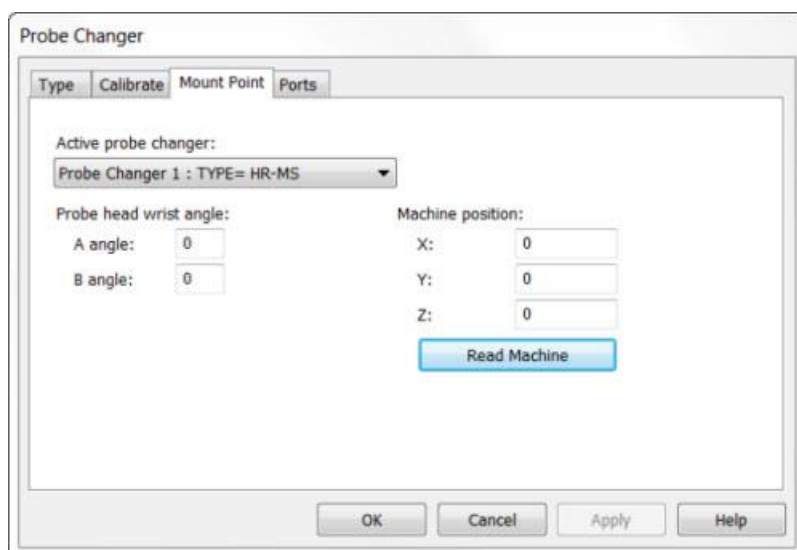 Probe Changer
Type Calibrate Mount Point Ports
Active probe changer:
Probe Changer 1 : TYPE= HR-MS
Probe head wrist angle: Machine position:
A angle: 0 X: 0
B angle: 0 Y: 0
Z: 0
Read Machine
OK Cancel Apply Help